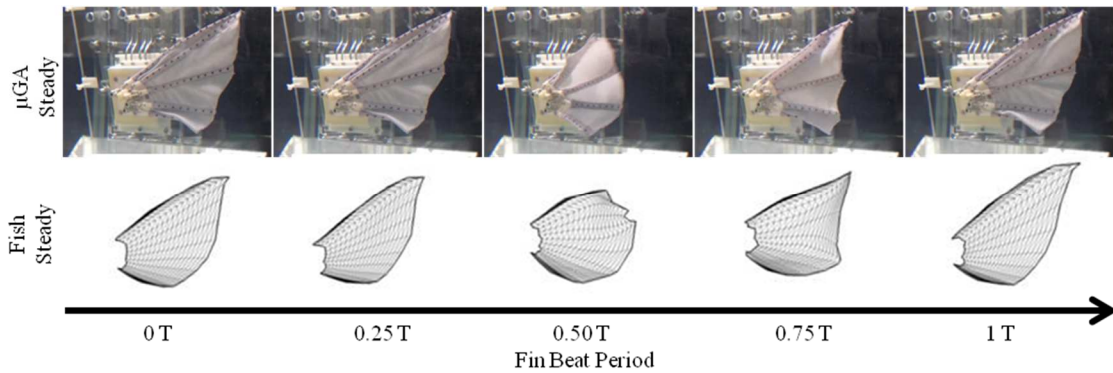 μGA
Steady
Fish
Steady
0 T
0.25 T
0.50 T
0.75 T
1 T
Fin Beat Period